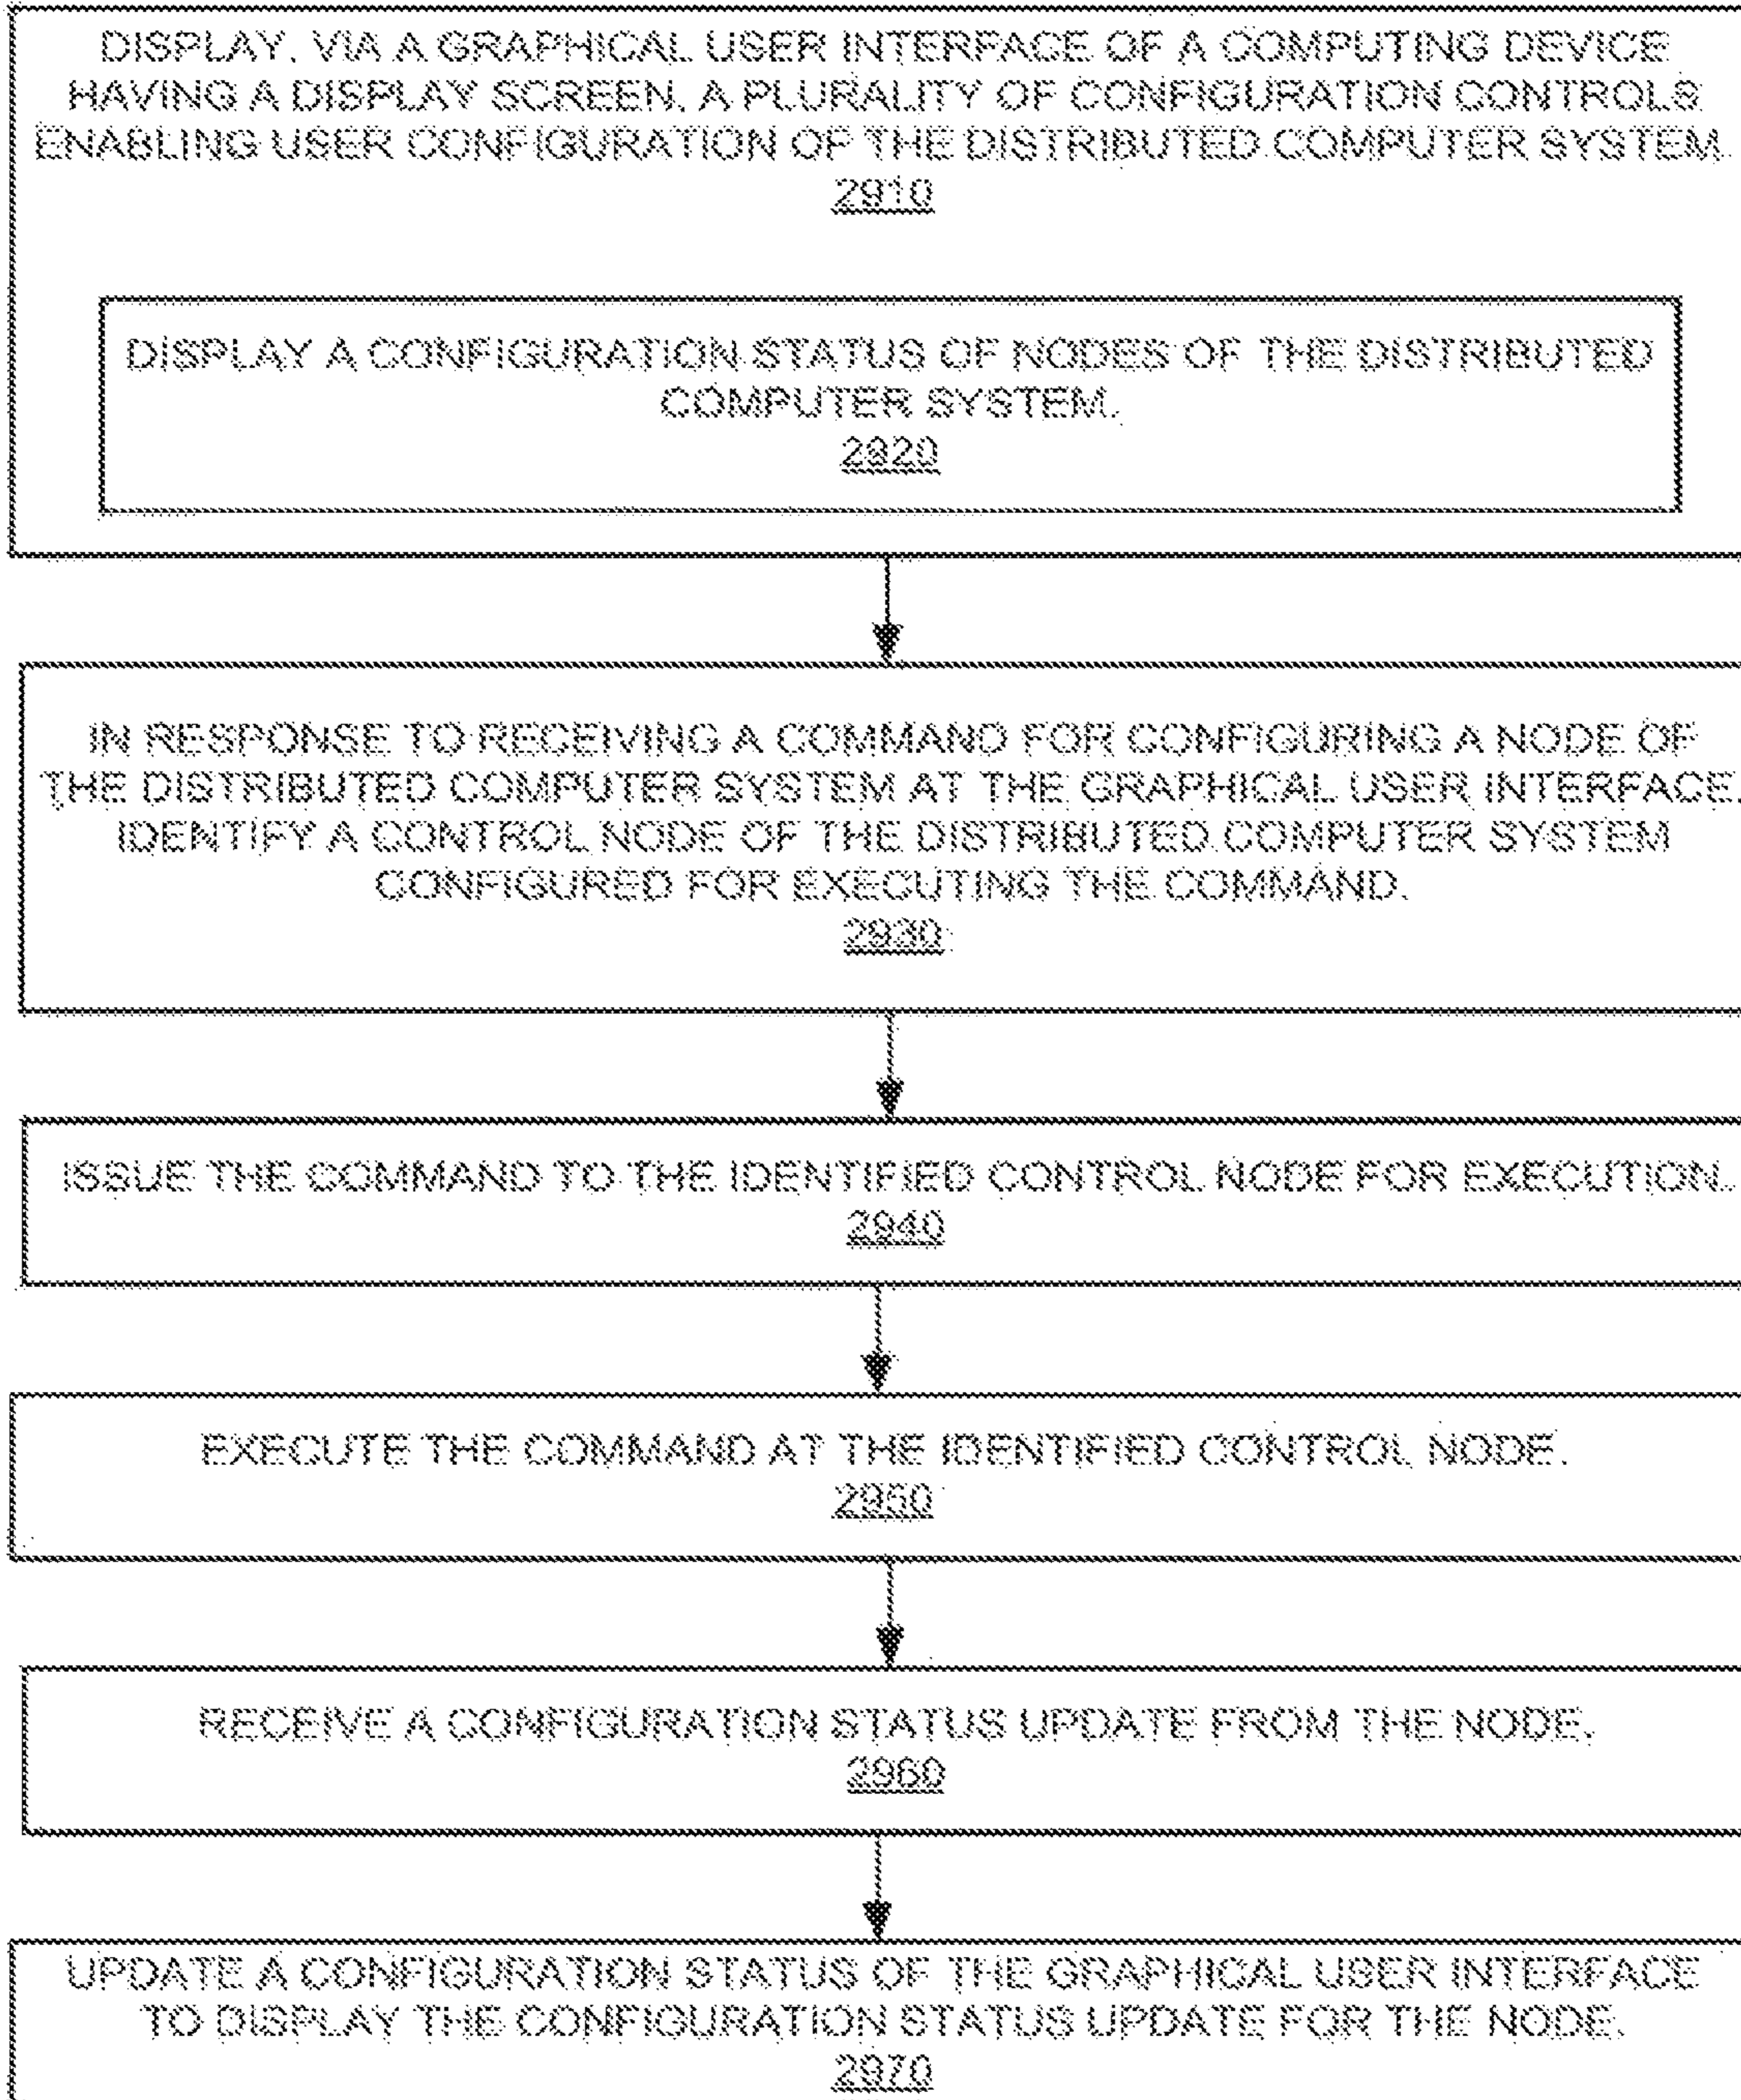 DISPLAY, VIA A GRAPHICAL USER INTERFACE OF A COMPUTING DEVICE
HAVING A DISPLAY SCREEN, A PLURALITY OF CONFIGURATION CONTROLS
ENABLING USER CONFIGURATION OF THE DISTRIBUTED COMPUTER SYSTEM.
2910
DISPLAY A CONFIGURATION STATUS OF NODES OF THE DISTRIBUTED
COMPUTER SYSTEM.
2920
IN RESPONSE TO RECEIVING A COMMAND FOR CONFIGURING A NODE OF
THE DISTRIBUTED COMPUTER SYSTEM AT THE GRAPHICAL USER INTERFACE,
IDENTIFY A CONTROL NODE OF THE DISTRIBUTED COMPUTER SYSTEM
CONFIGURED FOR EXECUTING THE COMMAND.
2930
ISSUE THE COMMAND TO THE IDENTIFIED CONTROL NODE FOR EXECUTION.
2940
EXECUTE THE COMMAND AT THE IDENTIFIED CONTROL NODE.
2950
RECEIVE A CONFIGURATION STATUS UPDATE FROM THE NODE.
2960
UPDATE A CONFIGURATION STATUS OF THE GRAPHICAL USER INTERFACE
TO DISPLAY THE CONFIGURATION STATUS UPDATE FOR THE NODE.
2970